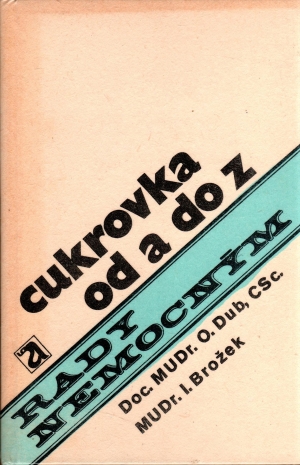 cukrovka
od a do z
RADY
NEMOCNÝM
Doc. MUDr. O. Dub, CSc.
MUDr. I. Brožek